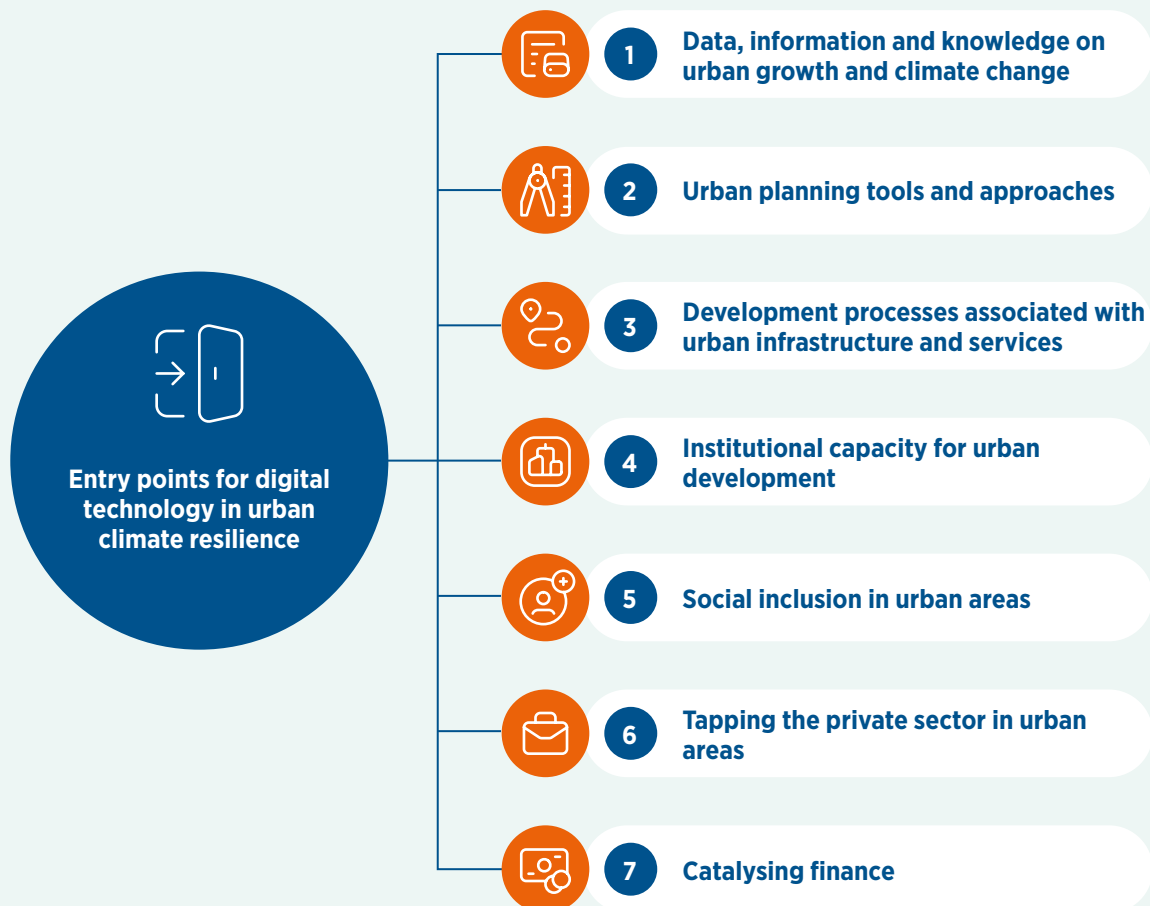 Entry points for digital
technology in urban
climate resilience
1
Data, information and knowledge on
urban growth and climate change
2
Urban planning tools and approaches
3
Development processes associated with
urban infrastructure and services
4
Institutional capacity for urban
development
5
Social inclusion in urban areas
6
Tapping the private sector in urban
areas
7
Catalysing finance